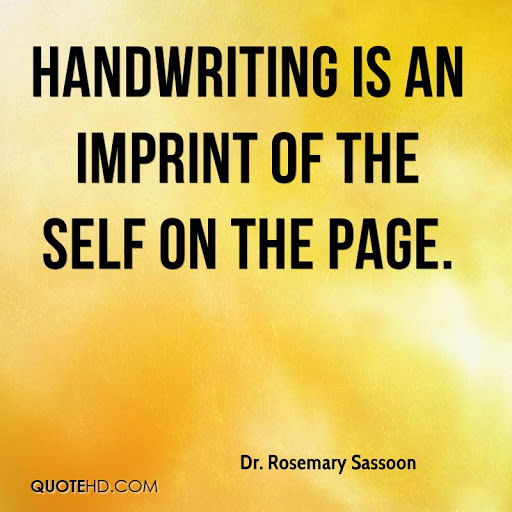 HANDWRITING IS AN
IMPRINT OF THE
SELF ON THE PAGE.
Dr. Rosemary Sassoon
QUOTEHD.COM